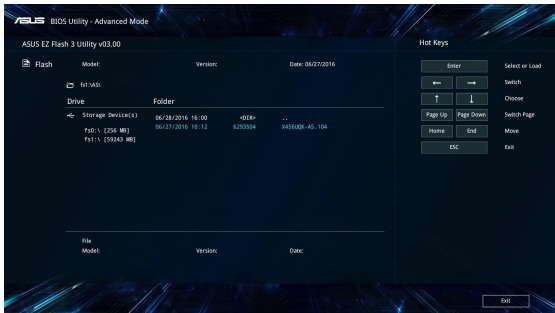 ASUS BIOS Utility - Advanced Mode
ASUS EZ Flash 3 Utility v03.00
Hot Keys
Flash
Model: Version: Date: 06/27/2016
fs1:\AS\
Drive Folder
Storage Device(s)
fs0:\ [256 MB]
fs1:\ [59243 MB]
06/28/2016 16:00 <DIR> ..
06/27/2016 10:12 6293504 X456UQK-AS.104
File
Model: Version: Date:
Enter Select or Load
← → Switch
↑ ↓ Choose
Page Up Page Down Switch Page
Home End Move
ESC Exit
Exit